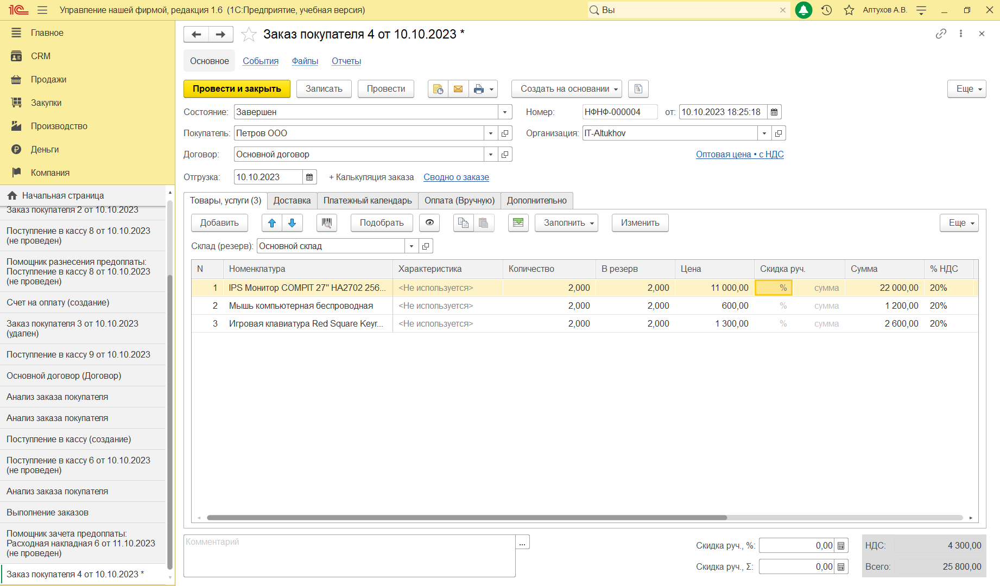 1С Управление нашей фирмой, редакция 1.6 (1С:Предприятие, учебная версия)
Вы
Алтухов А.В.
Главное
CRM
Продажи
Закупки
Производство
Деньги
Компания
Начальная страница
Заказ покупателя 2 от 10.10.2023
Поступление в кассу 8 от 10.10.2023
(не проведен)
Помощник разнесения предоплаты:
Поступление в кассу 8 от 10.10.2023
(не проведен)
Счет на оплату (создание)
Заказ покупателя 3 от 10.10.2023
(удален)
Поступление в кассу 9 от 10.10.2023
Основной договор (Договор)
Анализ заказа покупателя
Анализ заказа покупателя
Поступление в кассу (создание)
Поступление в кассу 6 от 10.10.2023
(не проведен)
Анализ заказа покупателя
Выполнение заказов
Помощник зачета предоплаты:
Расходная накладная 6 от 11.10.2023
(не проведен)
Заказ покупателя 4 от 10.10.2023 *
Заказ покупателя 4 от 10.10.2023 *
Основное События Файлы Отчеты
Провести и закрыть Записать Провести Создать на основании Еще
Состояние: Завершен Номер: НФНФ-000004 от: 10.10.2023 18:25:18
Покупатель: Петров ООО Организация: IT-Altukhov
Договор: Основной договор Оптовая цена • с НДС
Отгрузка: 10.10.2023 + Калькуляция заказа Сводно о заказе
Товары, услуги (3) Доставка Платежный календарь Оплата (Вручную) Дополнительно
Добавить Подобрать Заполнить Изменить Еще
Склад (резерв): Основной склад
N Номенклатура Характеристика Количество В резерв Цена Скидка руч. Сумма % НДС
1 IPS Монитор COMPIT 27" HA2702 256... <Не используется> 2,000 2,000 11 000,00 % сумма 22 000,00 20%
2 Мышь компьютерная беспроводная <Не используется> 2,000 2,000 600,00 % сумма 1 200,00 20%
3 Игровая клавиатура Red Square Keyr... <Не используется> 2,000 2,000 1 300,00 % сумма 2 600,00 20%
Комментарий ...
Скидка руч., %: 0,00 НДС: 4 300,00
Скидка руч., Σ: 0,00 Всего: 25 800,00